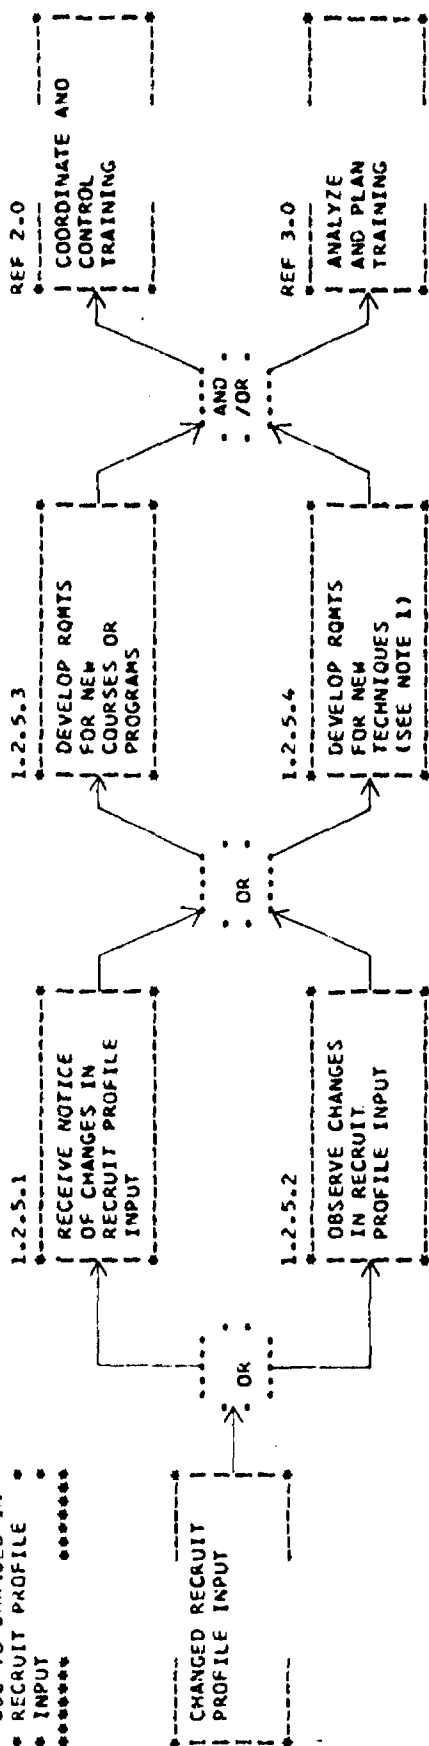 RECRUIT PROFILE
INPUT
CHANGED RECRUIT
PROFILE INPUT
OR
1.2.5.1
RECEIVE NOTICE
OF CHANGES IN
RECRUIT PROFILE
INPUT
1.2.5.2
OBSERVE CHANGES
IN RECRUIT
PROFILE INPUT
OR
1.2.5.3
DEVELOP RQMTS
FOR NEW
COURSES OR
PROGRAMS
1.2.5.4
DEVELOP RQMTS
FOR NEW
TECHNIQUES
(SEE NOTE 1)
AND
/OR
REF 2.0
COORDINATE AND
CONTROL
TRAINING
REF 3.0
ANALYZE
AND PLAN
TRAINING